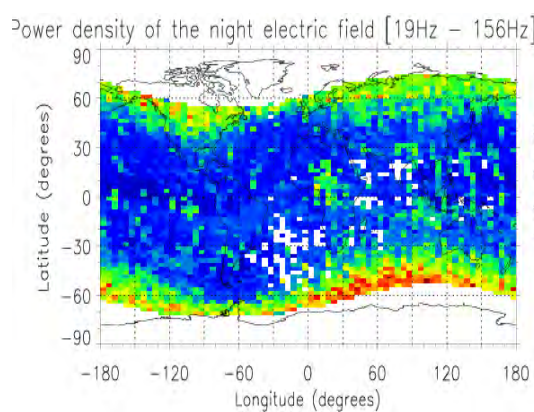 Power density of the night electric field [19Hz – 156Hz]
90
60
30
0
−30
−60
−90
Latitude (degrees)
−180 −120 −60 0 60 120 180
Longitude (degrees)